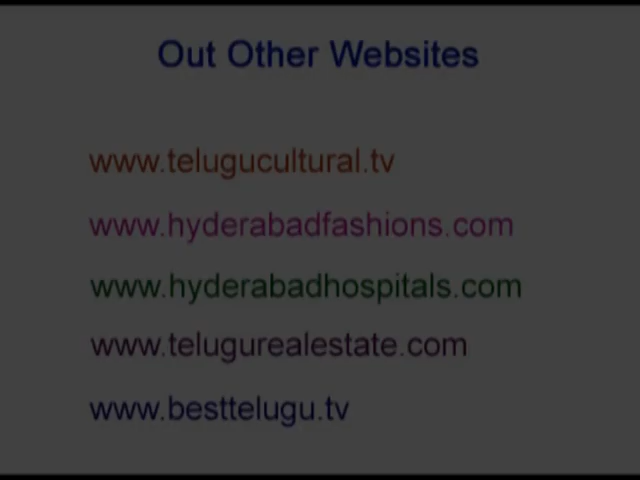 Out Other Websites
www.telugucultural.tv
www.hyderabadfashions.com
www.hyderabadhospitals.com
www.telugurealestate.com
www.besttelugu.tv